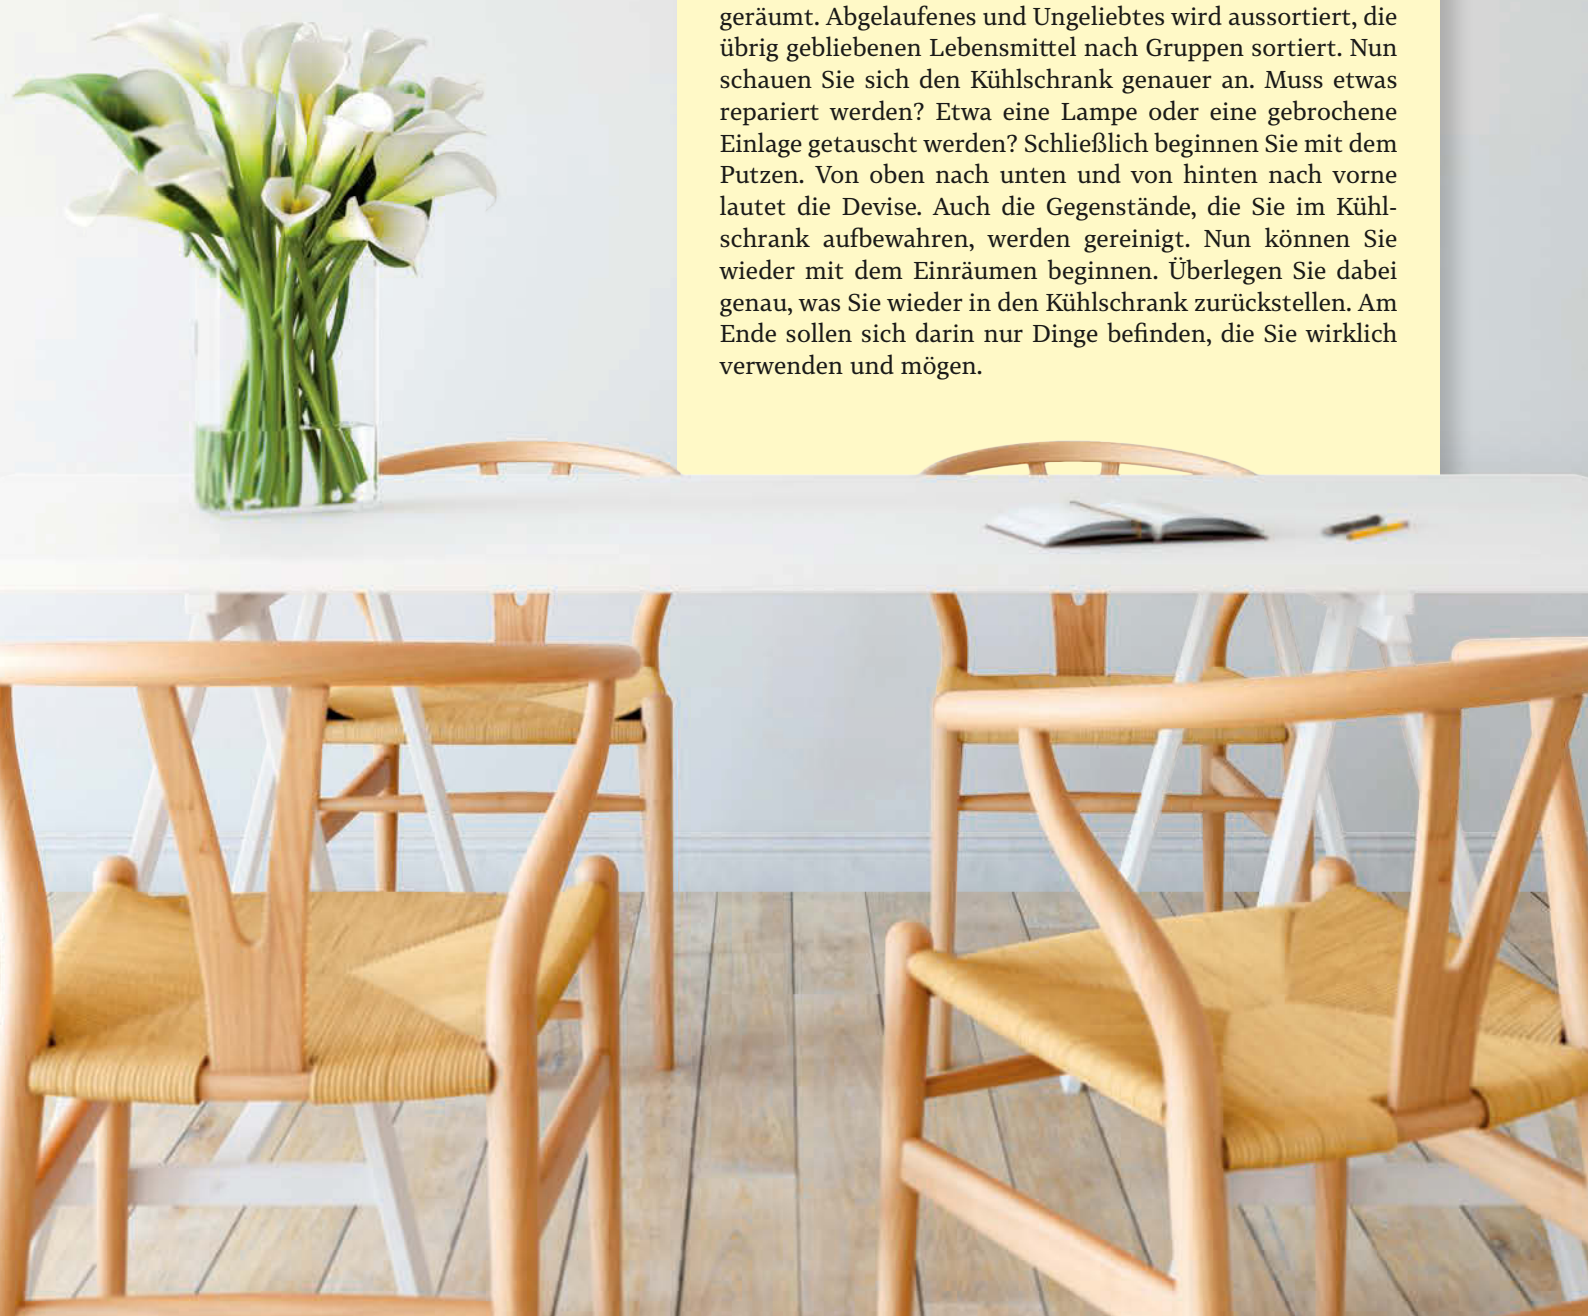 geräumt. Abgelaufenes und Ungeliebtes wird aussortiert, die
übrig gebliebenen Lebensmittel nach Gruppen sortiert. Nun
schauen Sie sich den Kühlschrank genauer an. Muss etwas
repariert werden? Etwa eine Lampe oder eine gebrochene
Einlage getauscht werden? Schließlich beginnen Sie mit dem
Putzen. Von oben nach unten und von hinten nach vorne
lautet die Devise. Auch die Gegenstände, die Sie im Kühl-
schrank aufbewahren, werden gereinigt. Nun können Sie
wieder mit dem Einräumen beginnen. Überlegen Sie dabei
genau, was Sie wieder in den Kühlschrank zurückstellen. Am
Ende sollen sich darin nur Dinge befinden, die Sie wirklich
verwenden und mögen.